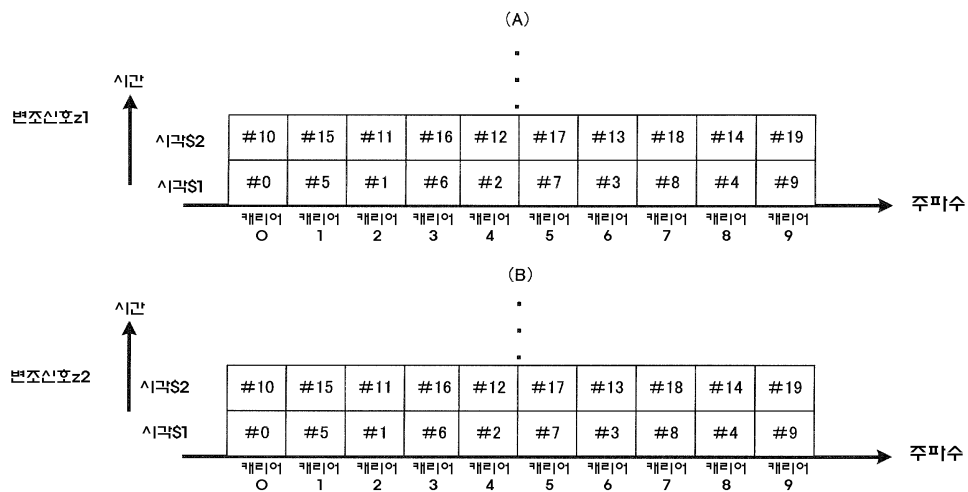 (A)
시간
변조신호z1
시각$2 #10 #15 #11 #16 #12 #17 #13 #18 #14 #19
시각$1 #0 #5 #1 #6 #2 #7 #3 #8 #4 #9
주파수
캐리어 캐리어 캐리어 캐리어 캐리어 캐리어 캐리어 캐리어 캐리어 캐리어
0 1 2 3 4 5 6 7 8 9
(B)
시간
변조신호z2
시각$2 #10 #15 #11 #16 #12 #17 #13 #18 #14 #19
시각$1 #0 #5 #1 #6 #2 #7 #3 #8 #4 #9
주파수
캐리어 캐리어 캐리어 캐리어 캐리어 캐리어 캐리어 캐리어 캐리어 캐리어
0 1 2 3 4 5 6 7 8 9